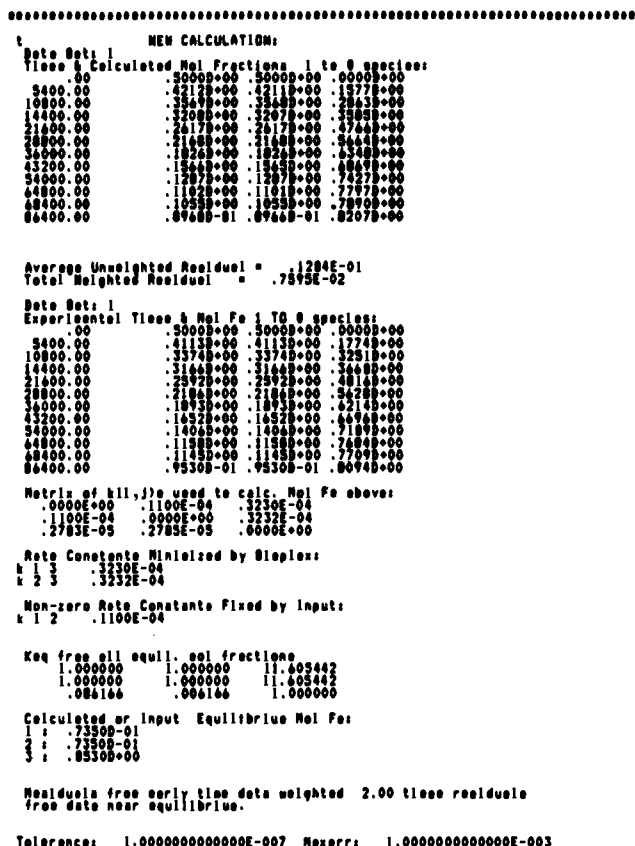 t NEW CALCULATION:
Data Set: 1
Times & Calculated Mol Fractions 1 to 0 species:
.00 .5000D+00 .5000D+00 .0000D+00
5400.00 .4212D+00 .4211D+00 .1577D+00
10800.00 .3569D+00 .3568D+00 .2863D+00
14400.00 .3208D+00 .3207D+00 .3585D+00
21600.00 .2617D+00 .2617D+00 .4766D+00
28800.00 .2168D+00 .2168D+00 .5664D+00
36000.00 .1826D+00 .1826D+00 .6348D+00
43200.00 .1566D+00 .1565D+00 .6869D+00
54000.00 .1287D+00 .1287D+00 .7427D+00
64800.00 .1102D+00 .1101D+00 .7797D+00
68400.00 .1055D+00 .1055D+00 .7890D+00
86400.00 .8968D-01 .8966D-01 .8207D+00
Average Unweighted Residual = .1284E-01
Total Weighted Residual = .7595E-02
Data Set: 1
Experimental Times & Mol Fs 1 TO 0 species:
.00 .5000D+00 .5000D+00 .0000D+00
5400.00 .4113D+00 .4113D+00 .1774D+00
10800.00 .3374D+00 .3374D+00 .3251D+00
14400.00 .3166D+00 .3166D+00 .3668D+00
21600.00 .2592D+00 .2592D+00 .4816D+00
28800.00 .2186D+00 .2186D+00 .5628D+00
36000.00 .1893D+00 .1893D+00 .6214D+00
43200.00 .1652D+00 .1652D+00 .6696D+00
54000.00 .1406D+00 .1406D+00 .7189D+00
64800.00 .1158D+00 .1158D+00 .7684D+00
68400.00 .1145D+00 .1145D+00 .7709D+00
86400.00 .9530D-01 .9530D-01 .8094D+00
Matrix of k(i,j)s used to calc. Mol Fs above:
.0000E+00 .1100E-04 .3230E-04
.1100E-04 .0000E+00 .3232E-04
.2783E-05 .2785E-05 .0000E+00
Rate Constants Minimized by Simplex:
k 1 3 .3230E-04
k 2 3 .3232E-04
Non-zero Rate Constants Fixed by Input:
k 1 2 .1100E-04
Keq from all equil. mol fractions
1.000000 1.000000 11.605442
1.000000 1.000000 11.605442
.086166 .086166 1.000000
Calculated or Input Equilibrium Mol Fs:
1 : .7350D-01
2 : .7350D-01
3 : .8530D+00
Residuals from early time data weighted 2.00 times residuals
from data near equilibrium.
Tolerance: 1.0000000000000E-007 Maxerr: 1.0000000000000E-003